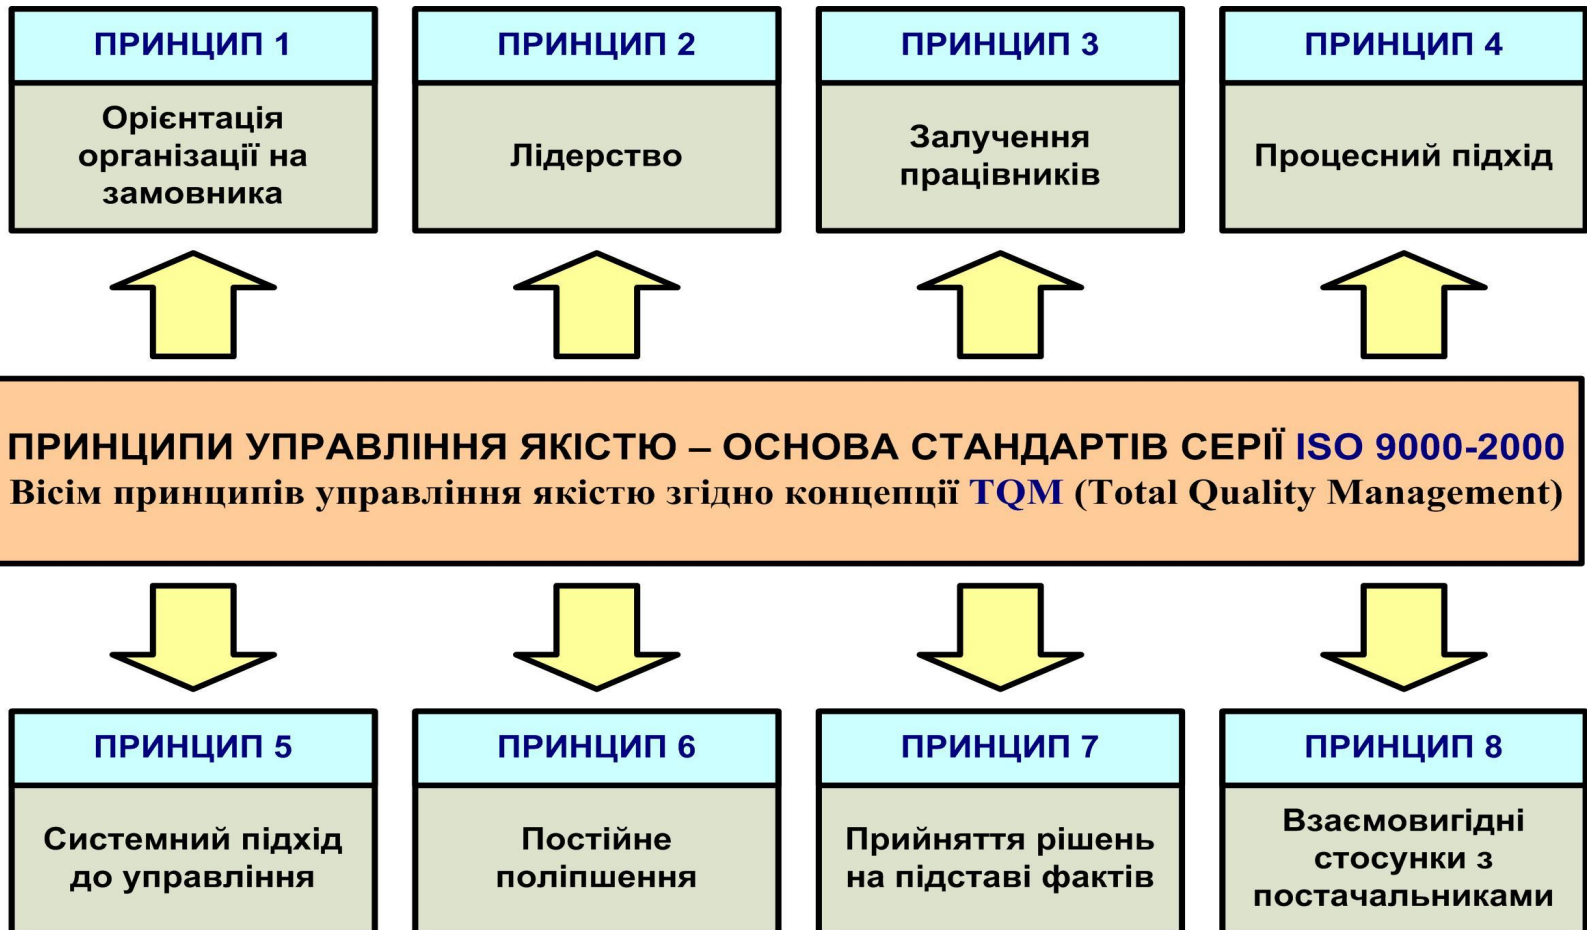 ПРИНЦИП 1
Орієнтація
організації на
замовника
ПРИНЦИП 2
Лідерство
ПРИНЦИП 3
Залучення
працівників
ПРИНЦИП 4
Процесний підхід
ПРИНЦИПИ УПРАВЛІННЯ ЯКІСТЮ – ОСНОВА СТАНДАРТІВ СЕРІЇ ISO 9000-2000
Вісім принципів управління якістю згідно концепції TQM (Total Quality Management)
ПРИНЦИП 5
Системний підхід
до управління
ПРИНЦИП 6
Постійне
поліпшення
ПРИНЦИП 7
Прийняття рішень
на підставі фактів
ПРИНЦИП 8
Взаємовигідні
стосунки з
постачальниками